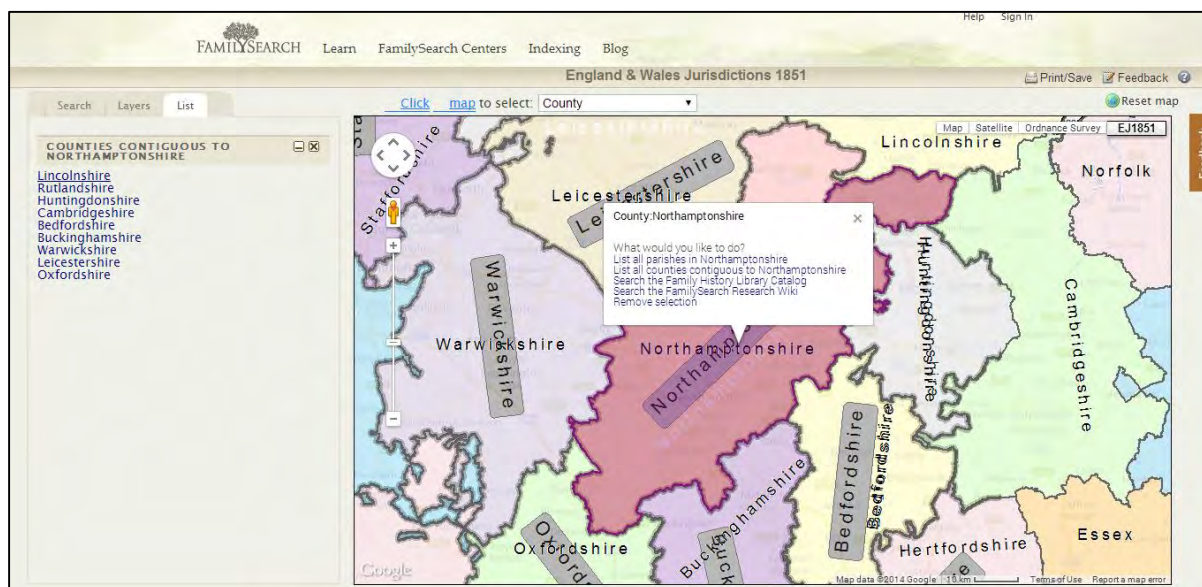 Help Sign In
FAMILYSEARCH Learn FamilySearch Centers Indexing Blog
England & Wales Jurisdictions 1851
Print/Save Feedback
Search Layers List
Click map to select: County
Reset map
COUNTIES CONTIGUOUS TO
NORTHAMPTONSHIRE
Lincolnshire
Rutlandshire
Huntingdonshire
Cambridgeshire
Bedfordshire
Buckinghamshire
Warwickshire
Leicestershire
Oxfordshire
Map Satellite Ordnance Survey EJ1851
Staffordshire
Leicestershire
Leicestershire
Lincolnshire
Norfolk
County:Northamptonshire
What would you like to do?
List all parishes in Northamptonshire
List all counties contiguous to Northamptonshire
Search the Family History Library Catalog
Search the FamilySearch Research Wiki
Remove selection
Warwickshire
Warwickshire
Northamptonshire
Northamp
Huntingdonshire
Cambridgeshire
Bedfordshire
Bedfordshire
Buckinghamshire
Buck
Oxfordshire
Oxfords
Hertfordshire
Essex
Google
Map data ©2014 Google 10 km Terms of Use Report a map error